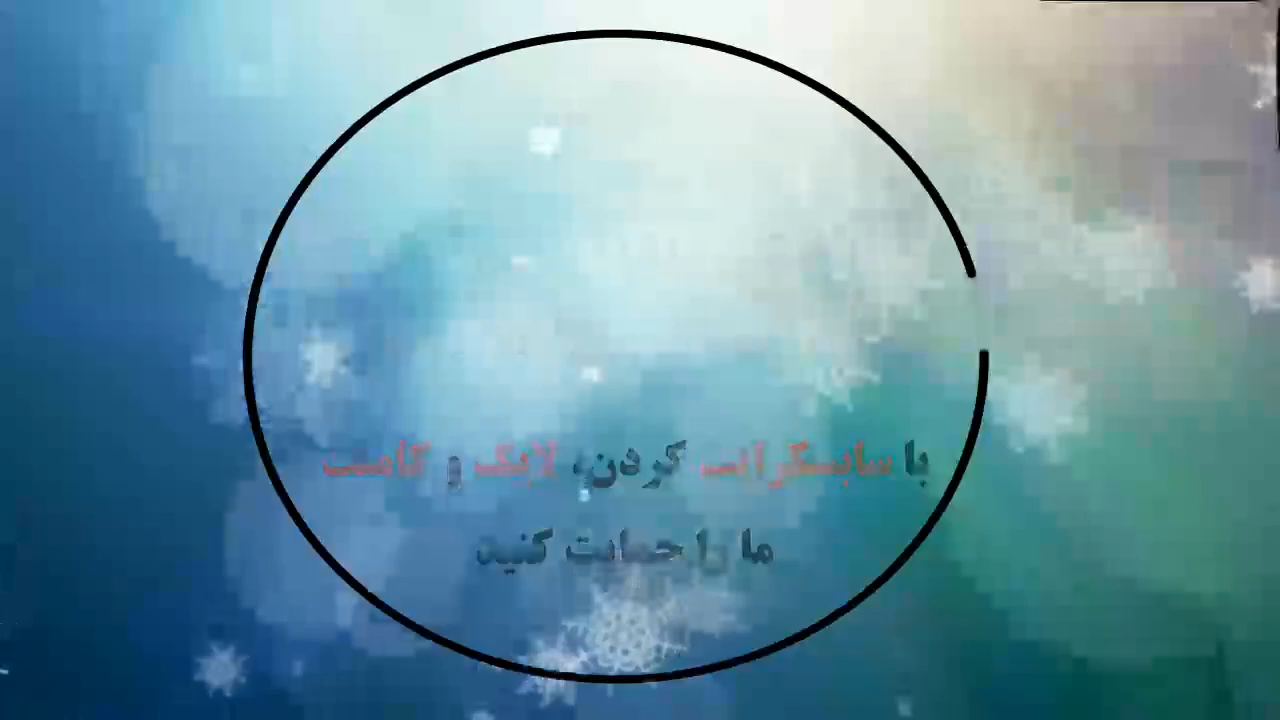 با سابسکرایب کردن، لایک و کامنت
ما را حمایت کنید